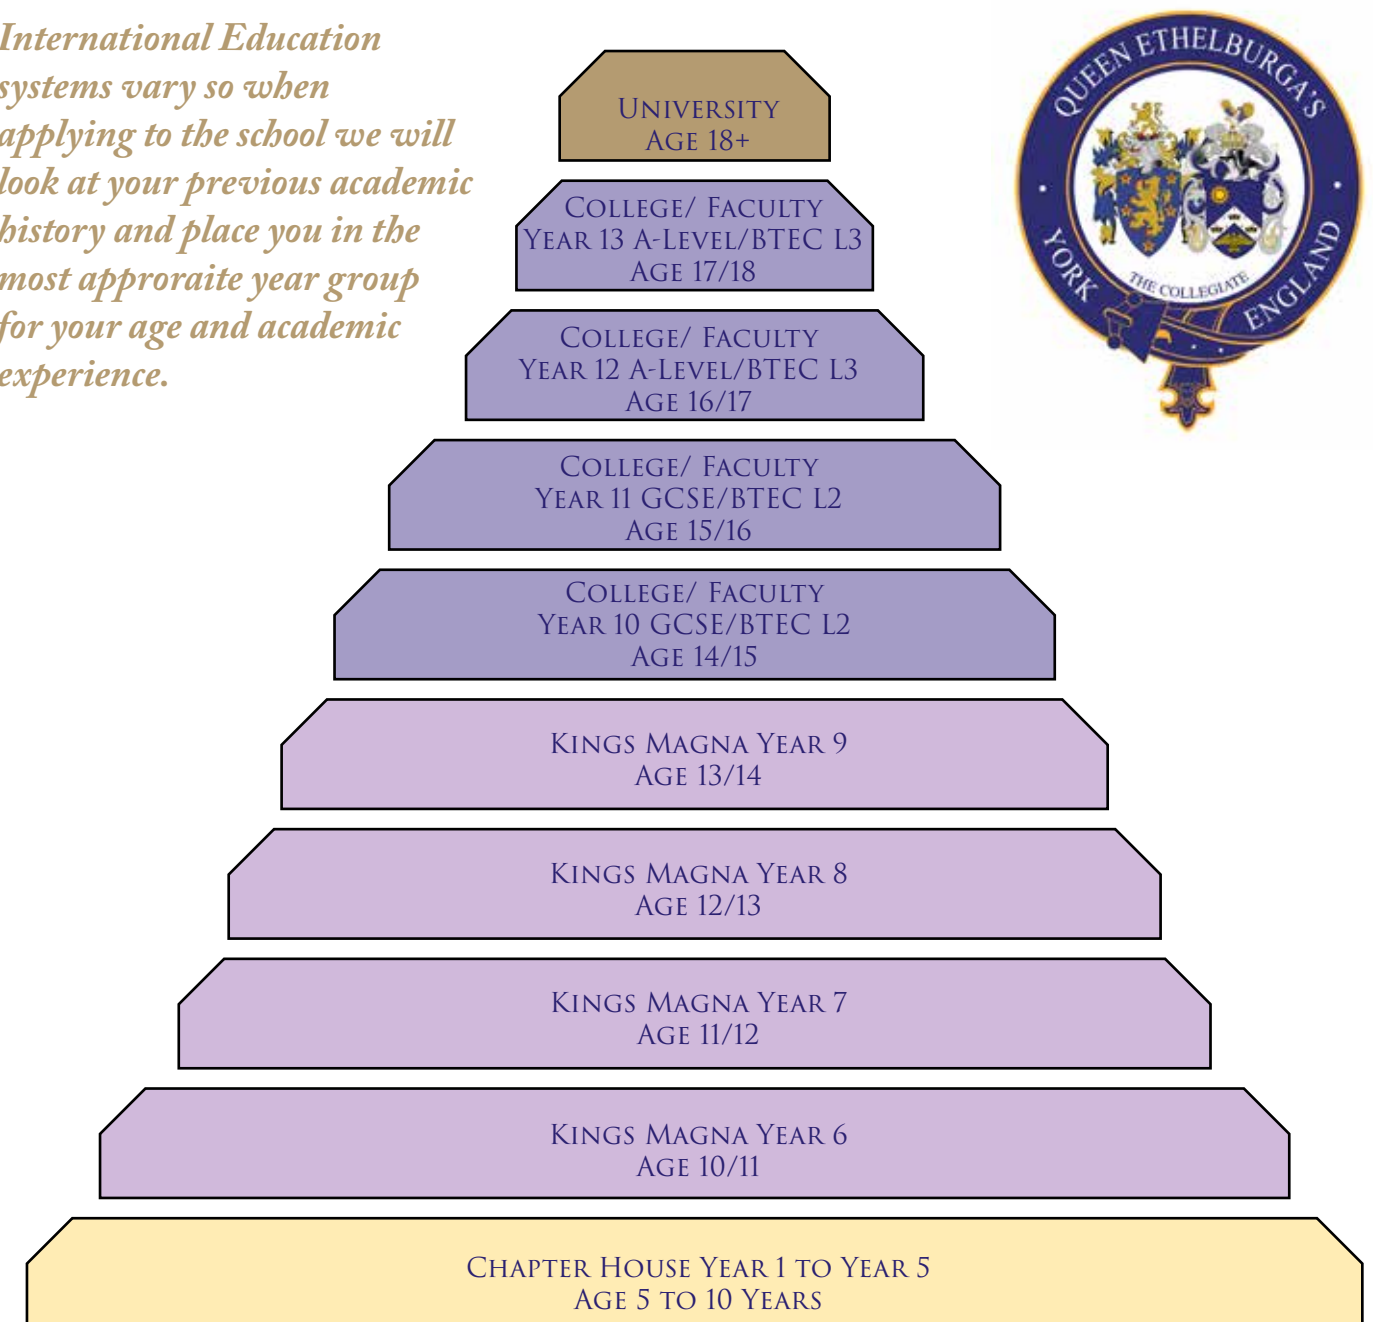 International Education
systems vary so when
applying to the school we will
look at your previous academic
history and place you in the
most approraite year group
for your age and academic
experience.
QUEEN ETHELBURGA'S
YORK
ENGLAND
THE COLLEGIATE
University
Age 18+
College/ Faculty
Year 13 A-Level/BTEC L3
Age 17/18
College/ Faculty
Year 12 A-Level/BTEC L3
Age 16/17
College/ Faculty
Year 11 GCSE/BTEC L2
Age 15/16
College/ Faculty
Year 10 GCSE/BTEC L2
Age 14/15
Kings Magna Year 9
Age 13/14
Kings Magna Year 8
Age 12/13
Kings Magna Year 7
Age 11/12
Kings Magna Year 6
Age 10/11
Chapter House Year 1 to Year 5
Age 5 to 10 Years